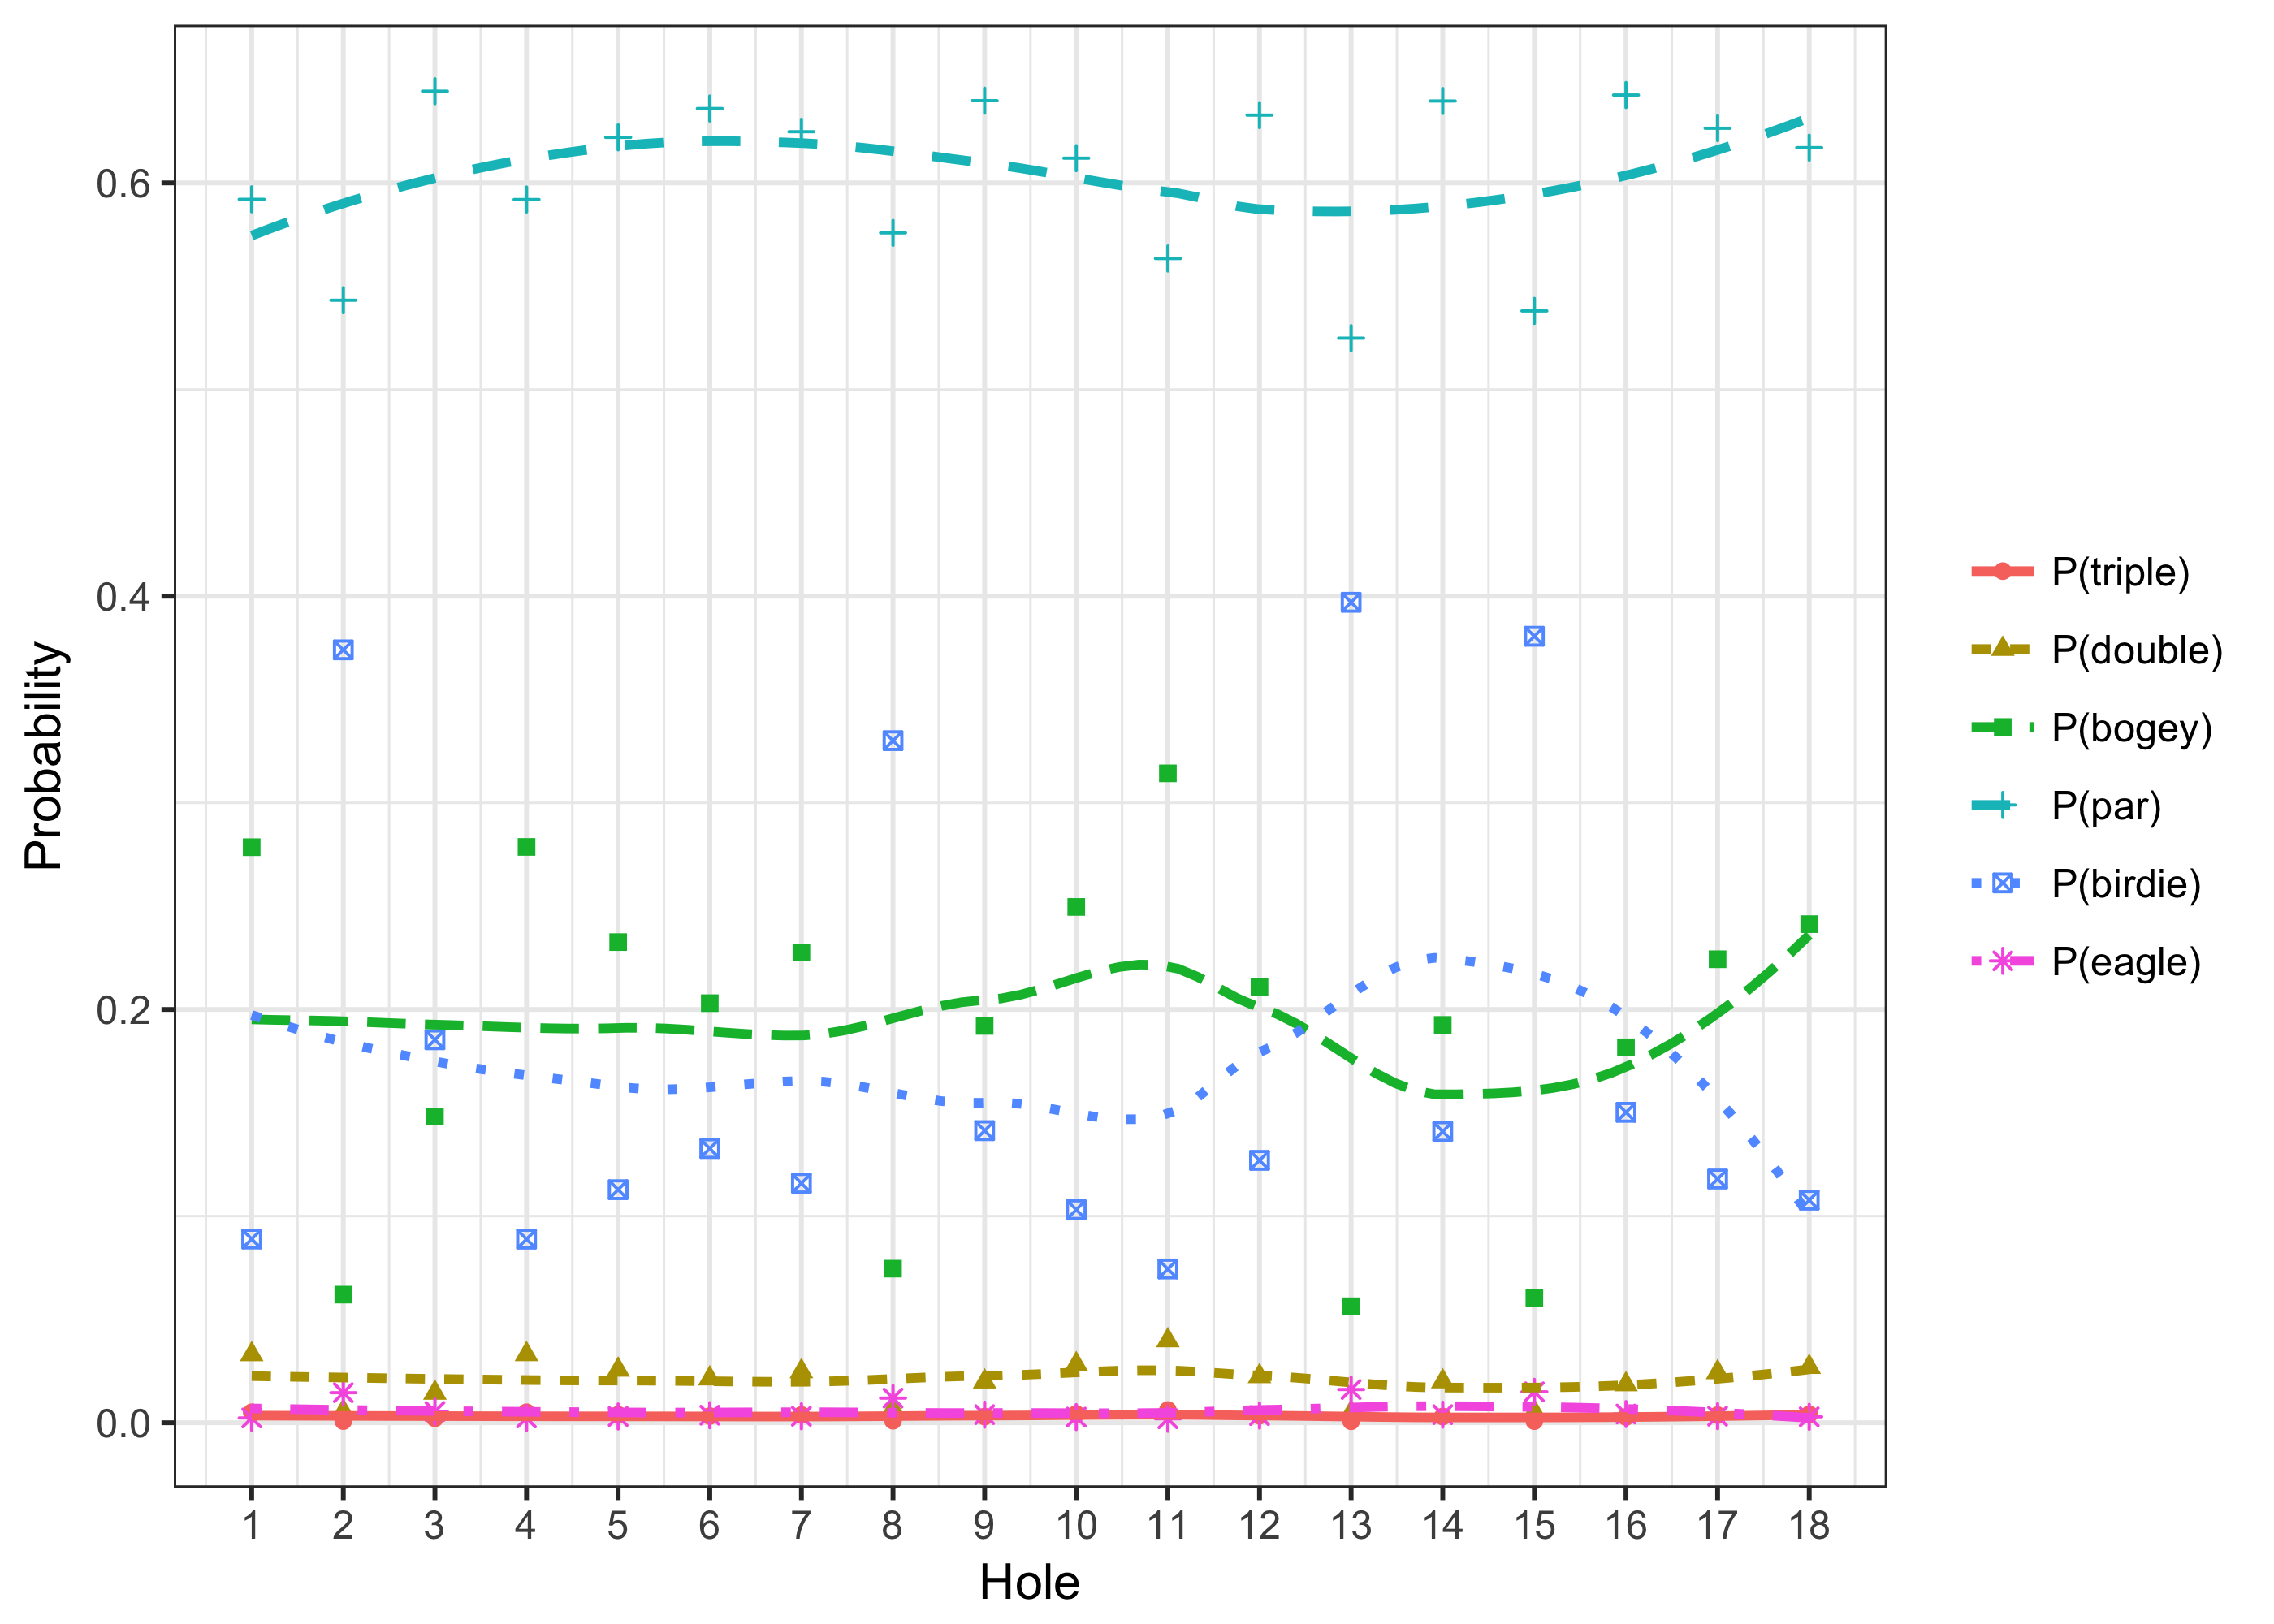 Probability
0.6
0.4
0.2
0.0
1 2 3 4 5 6 7 8 9 10 11 12 13 14 15 16 17 18
Hole
P(triple)
P(double)
P(bogey)
P(par)
P(birdie)
P(eagle)